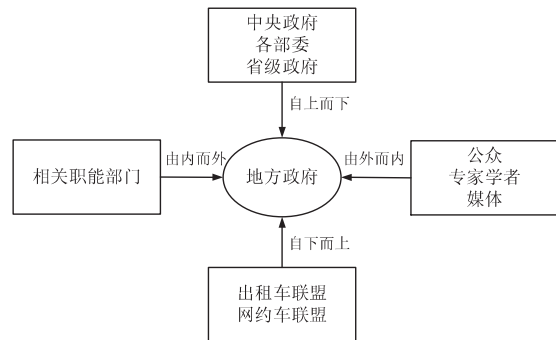 中央政府
各部委
省级政府
自上而下
相关职能部门
由内而外
地方政府
由外而内
公众
专家学者
媒体
自下而上
出租车联盟
网约车联盟